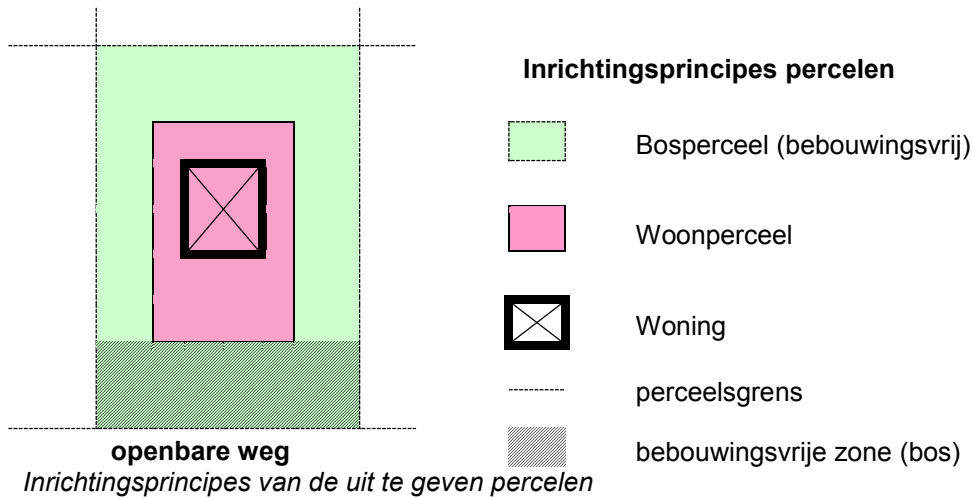 Inrichtingsprincipes percelen
Bosperceel (bebouwingsvrij)
Woonperceel
Woning
perceelsgrens
bebouwingsvrije zone (bos)
openbare weg
Inrichtingsprincipes van de uit te geven percelen